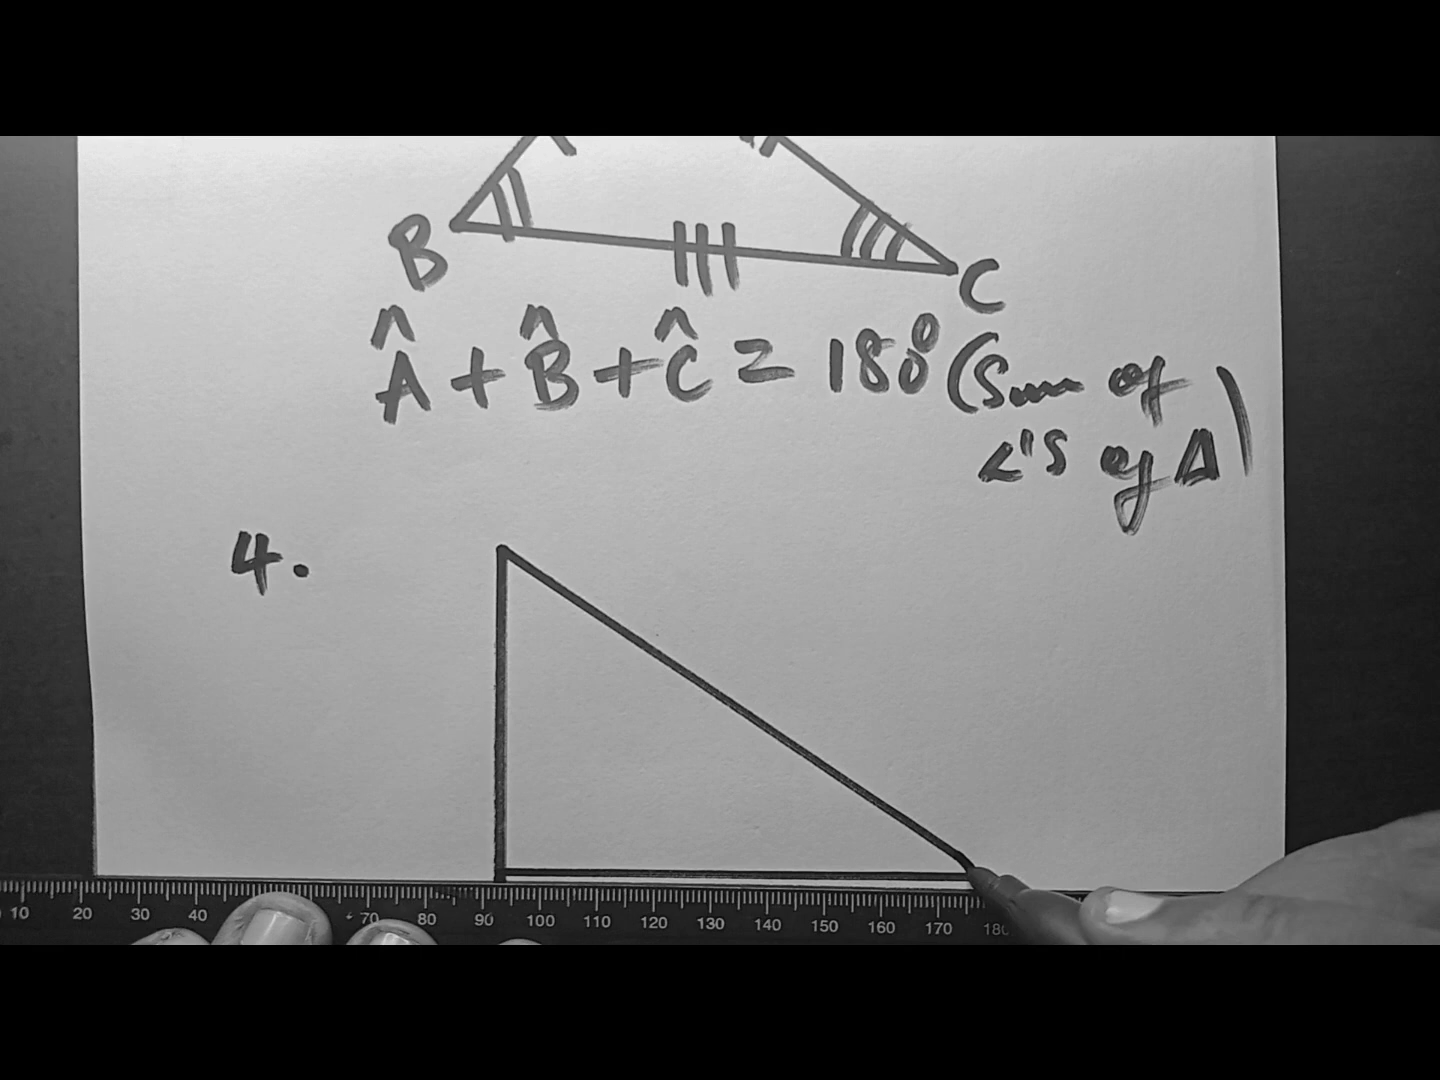 B
C
Â + B̂ + Ĉ = 180° (Sum of
∠'s of Δ)
4.
10 20 30 40 70 80 90 100 110 120 130 140 150 160 170 180